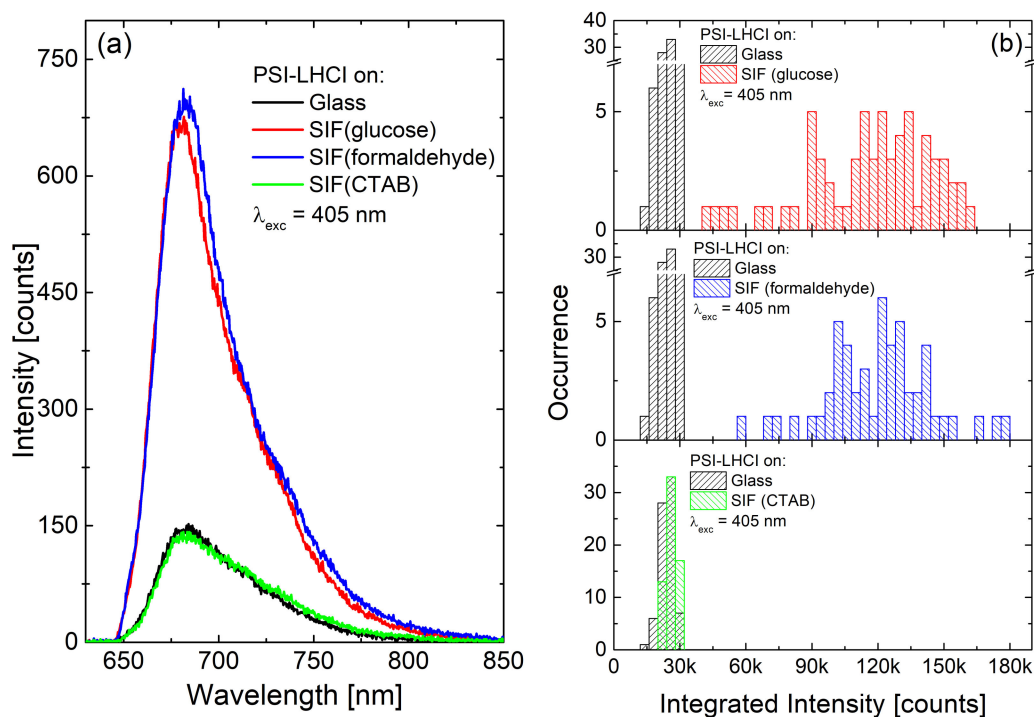 (a)
PSI-LHCI on:
Glass
SIF(glucose)
SIF(formaldehyde)
SIF(CTAB)
λexc = 405 nm
750
600
450
300
150
0
Intensity [counts]
650 700 750 800 850
Wavelength [nm]
(b)
PSI-LHCI on:
Glass
SIF (glucose)
λexc = 405 nm
40
30
5
0
PSI-LHCI on:
Glass
SIF (formaldehyde)
λexc = 405 nm
30
5
0
PSI-LHCI on:
Glass
SIF (CTAB)
λexc = 405 nm
30
20
10
0
Occurrence
0 30k 60k 90k 120k 150k 180k
Integrated Intensity [counts]